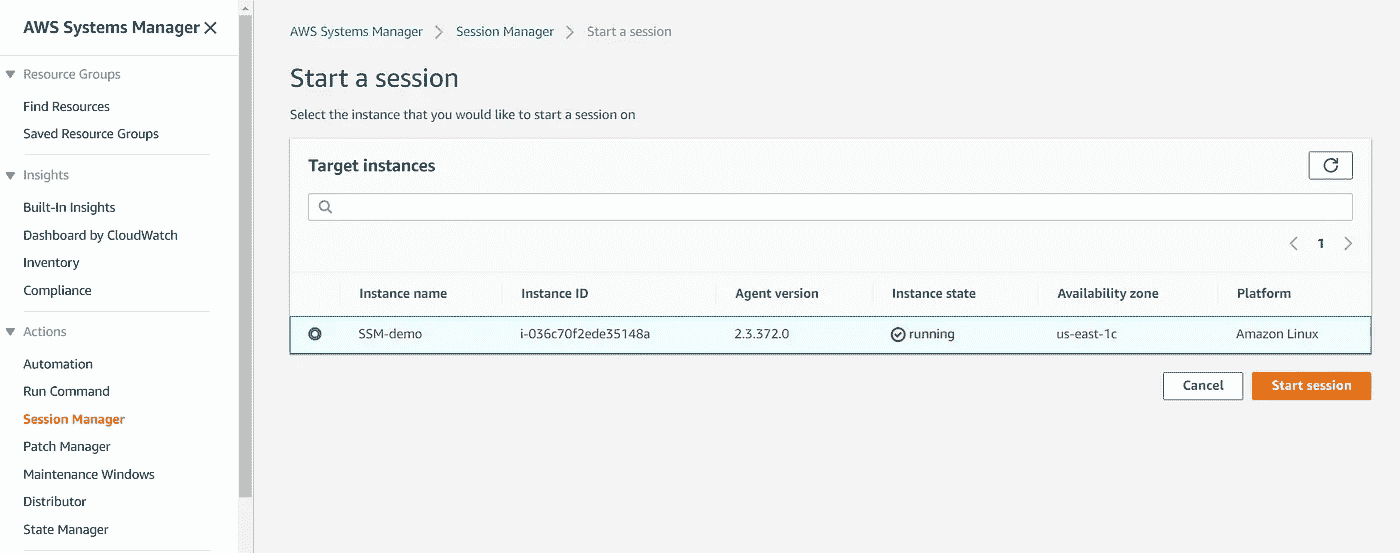 AWS Systems Manager
Resource Groups
Find Resources
Saved Resource Groups
Insights
Built-In Insights
Dashboard by CloudWatch
Inventory
Compliance
Actions
Automation
Run Command
Session Manager
Patch Manager
Maintenance Windows
Distributor
State Manager
AWS Systems Manager > Session Manager > Start a session
Start a session
Select the instance that you would like to start a session on
Target instances
1
Instance name Instance ID Agent version Instance state Availability zone Platform
SSM-demo i-036c70f2ede35148a 2.3.372.0 running us-east-1c Amazon Linux
Cancel Start session